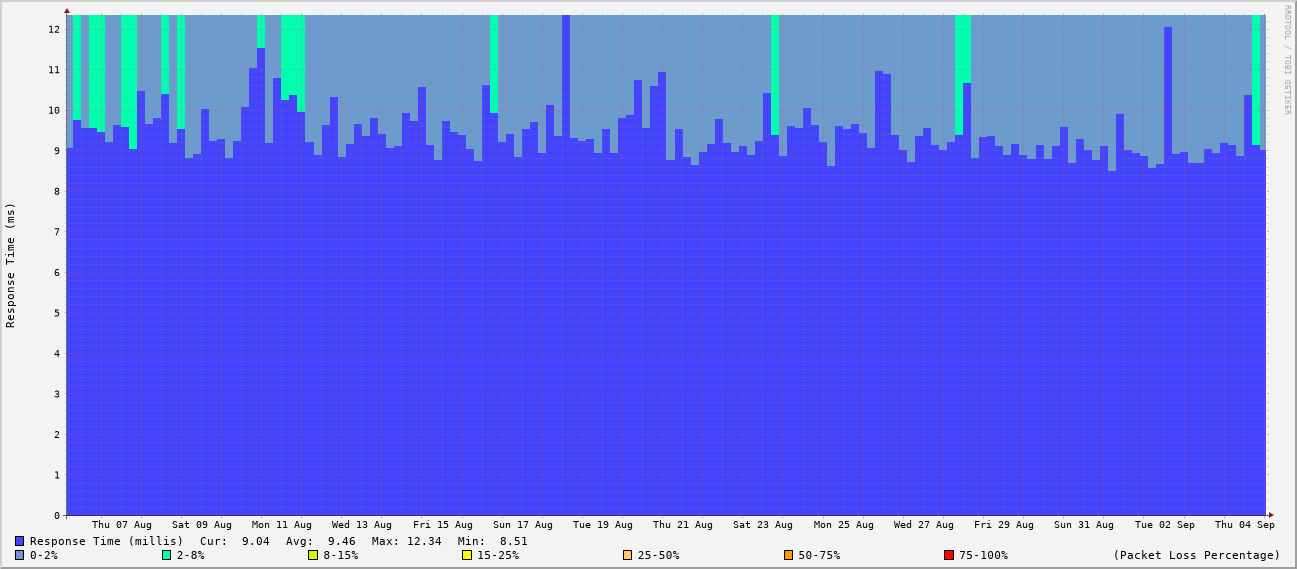 RRDTOOL / TOBI OETIKER
Response Time (ms)
12
11
10
9
8
7
6
5
4
3
2
1
0
Thu 07 Aug Sat 09 Aug Mon 11 Aug Wed 13 Aug Fri 15 Aug Sun 17 Aug Tue 19 Aug Thu 21 Aug Sat 23 Aug Mon 25 Aug Wed 27 Aug Fri 29 Aug Sun 31 Aug Tue 02 Sep Thu 04 Sep
Response Time (millis) Cur: 9.04 Avg: 9.46 Max: 12.34 Min: 8.51
0-2% 2-8% 8-15% 15-25% 25-50% 50-75% 75-100% (Packet Loss Percentage)